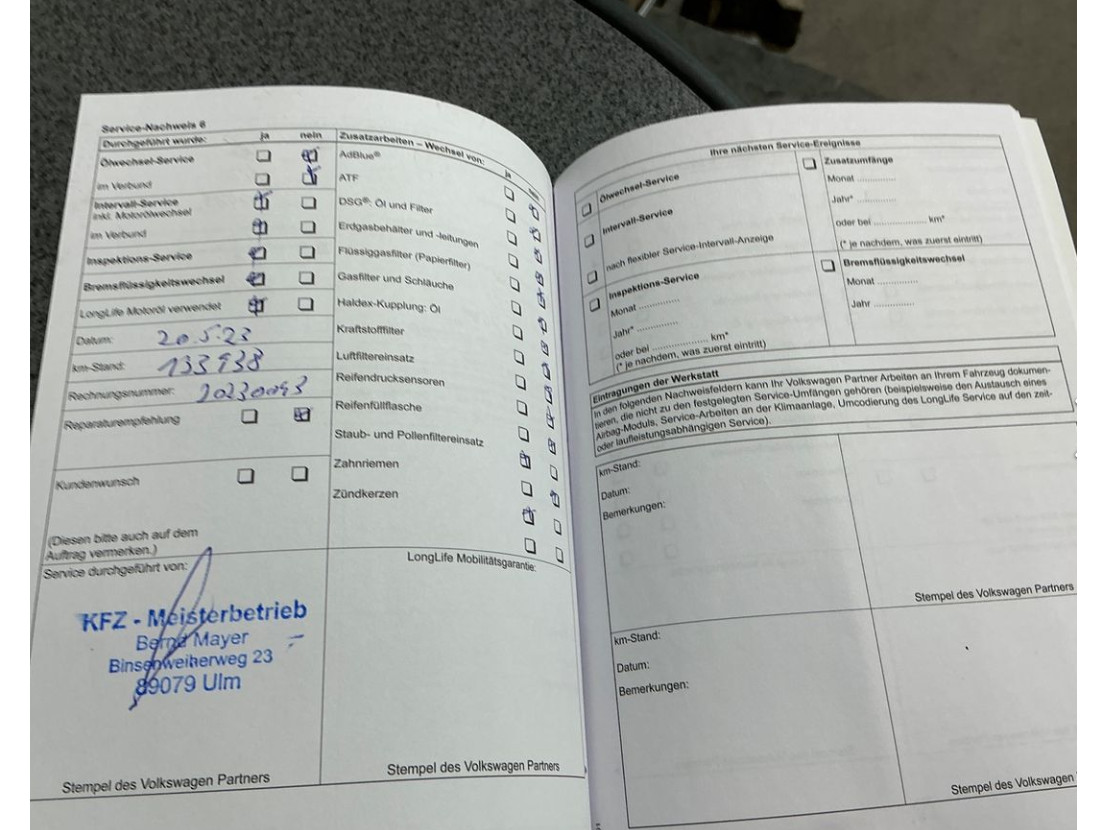 Service-Nachweis 6
Durchgeführt wurde: ja nein
Ölwechsel-Service
im Verbund
Intervall-Service
inkl. Motorölwechsel
im Verbund
Inspektions-Service
Bremsflüssigkeitswechsel
LongLife Motoröl verwendet
Datum: 20.5.23
km-Stand: 133938
Rechnungsnummer: 20230093
Reparaturempfehlung
Kundenwunsch
(Diesen bitte auch auf dem
Auftrag vermerken.)
Service durchgeführt von:
KFZ - Meisterbetrieb
Bernd Mayer
Binsenweiherweg 23
89079 Ulm
Stempel des Volkswagen Partners
Zusatzarbeiten – Wechsel von: ja
AdBlue®
ATF
DSG®: Öl und Filter
Erdgasbehälter und -leitungen
Flüssiggasfilter (Papierfilter)
Gasfilter und Schläuche
Haldex-Kupplung: Öl
Kraftstofffilter
Luftfiltereinsatz
Reifendrucksensoren
Reifenfüllflasche
Staub- und Pollenfiltereinsatz
Zahnriemen
Zündkerzen
LongLife Mobilitätsgarantie:
Stempel des Volkswagen Partners
Ihre nächsten Service-Ereignisse
Ölwechsel-Service
Intervall-Service
nach flexibler Service-Intervall-Anzeige
Inspektions-Service
Monat ..............
Jahr* ..............
oder bei .................... km*
(* je nachdem, was zuerst eintritt)
Zusatzumfänge
Monat ..............
Jahr* ..............
oder bei .................... km*
(* je nachdem, was zuerst eintritt)
Bremsflüssigkeitswechsel
Monat ..............
Jahr ..............
Eintragungen der Werkstatt
In den folgenden Nachweisfeldern kann Ihr Volkswagen Partner Arbeiten an Ihrem Fahrzeug dokumen-
tieren, die nicht zu den festgelegten Service-Umfängen gehören (beispielsweise den Austausch eines
Airbag-Moduls, Service-Arbeiten an der Klimaanlage, Umcodierung des LongLife Service auf den zeit-
oder laufleistungsabhängigen Service).
km-Stand:
Datum:
Bemerkungen:
Stempel des Volkswagen Partners
km-Stand:
Datum:
Bemerkungen:
Stempel des Volkswagen